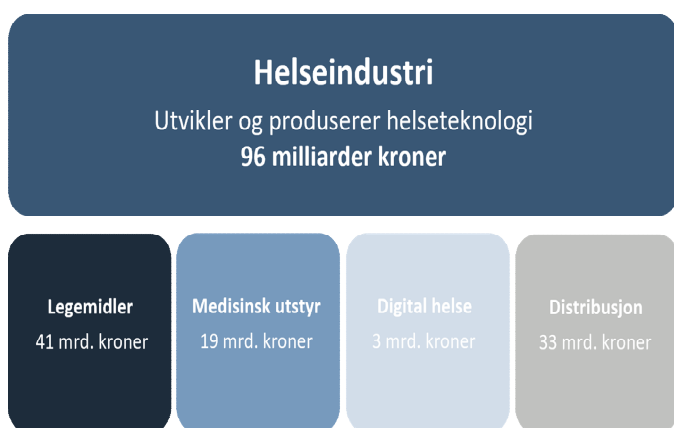 Helseindustri
Utvikler og produserer helseteknologi
96 milliarder kroner
Legemidler
41 mrd. kroner
Medisinsk utstyr
19 mrd. kroner
Digital helse
3 mrd. kroner
Distribusjon
33 mrd. kroner